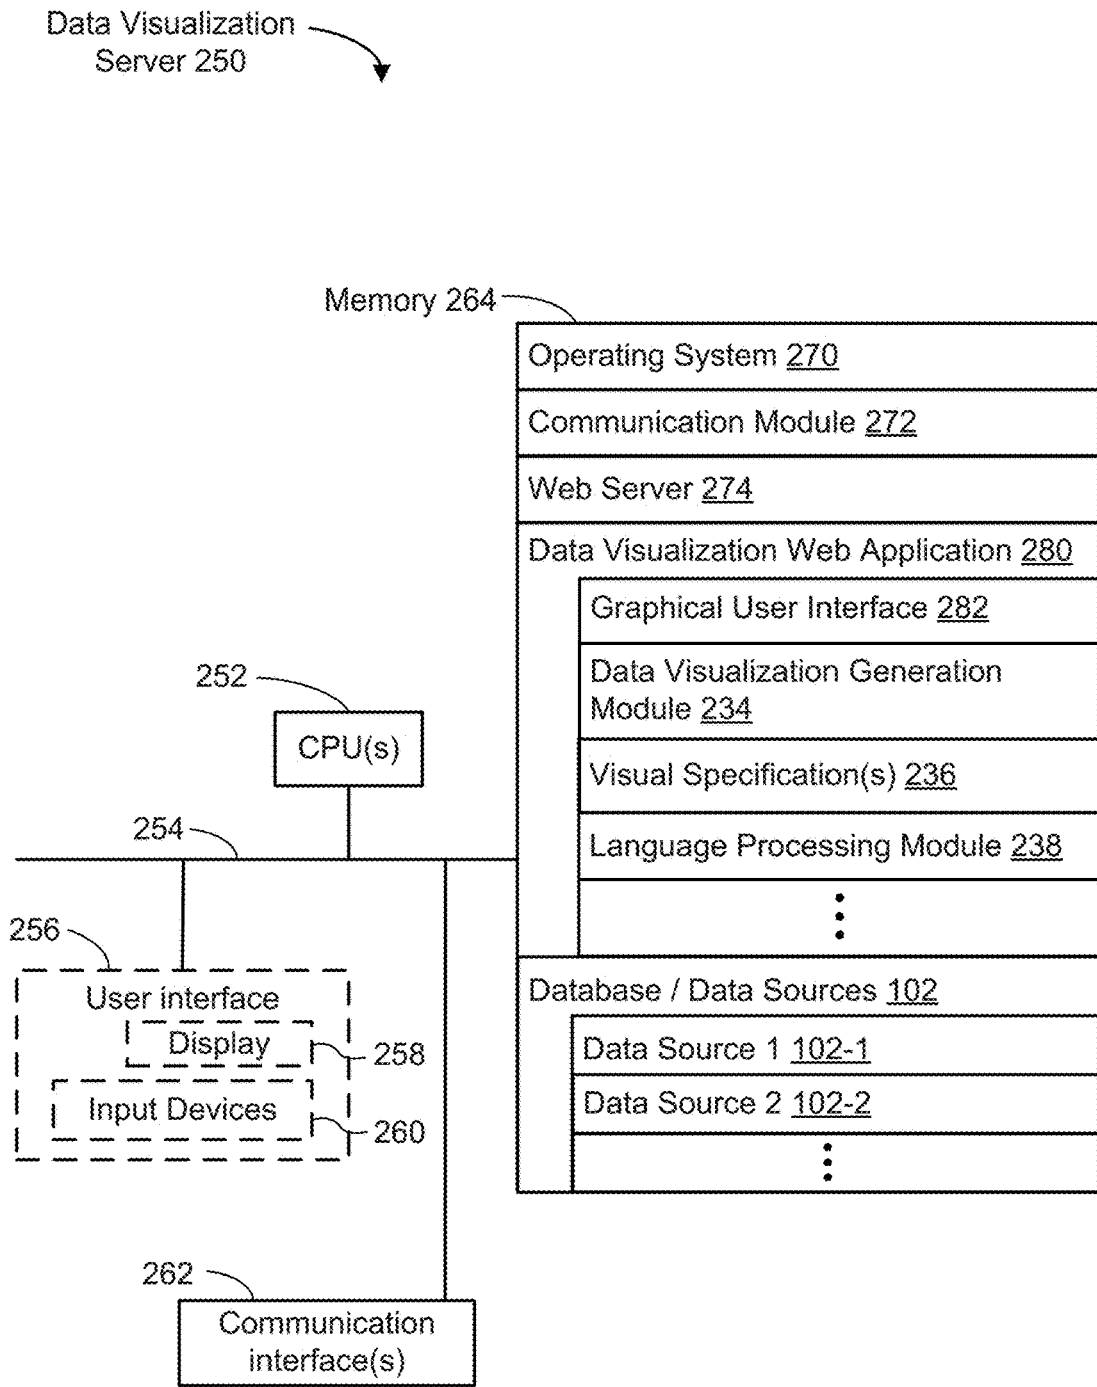 Data Visualization
Server 250
Memory 264
Operating System 270
Communication Module 272
Web Server 274
Data Visualization Web Application 280
Graphical User Interface 282
Data Visualization Generation
Module 234
Visual Specification(s) 236
Language Processing Module 238
Database / Data Sources 102
Data Source 1 102-1
Data Source 2 102-2
252
CPU(s)
254
256
User interface
Display
258
Input Devices
260
262
Communication
interface(s)